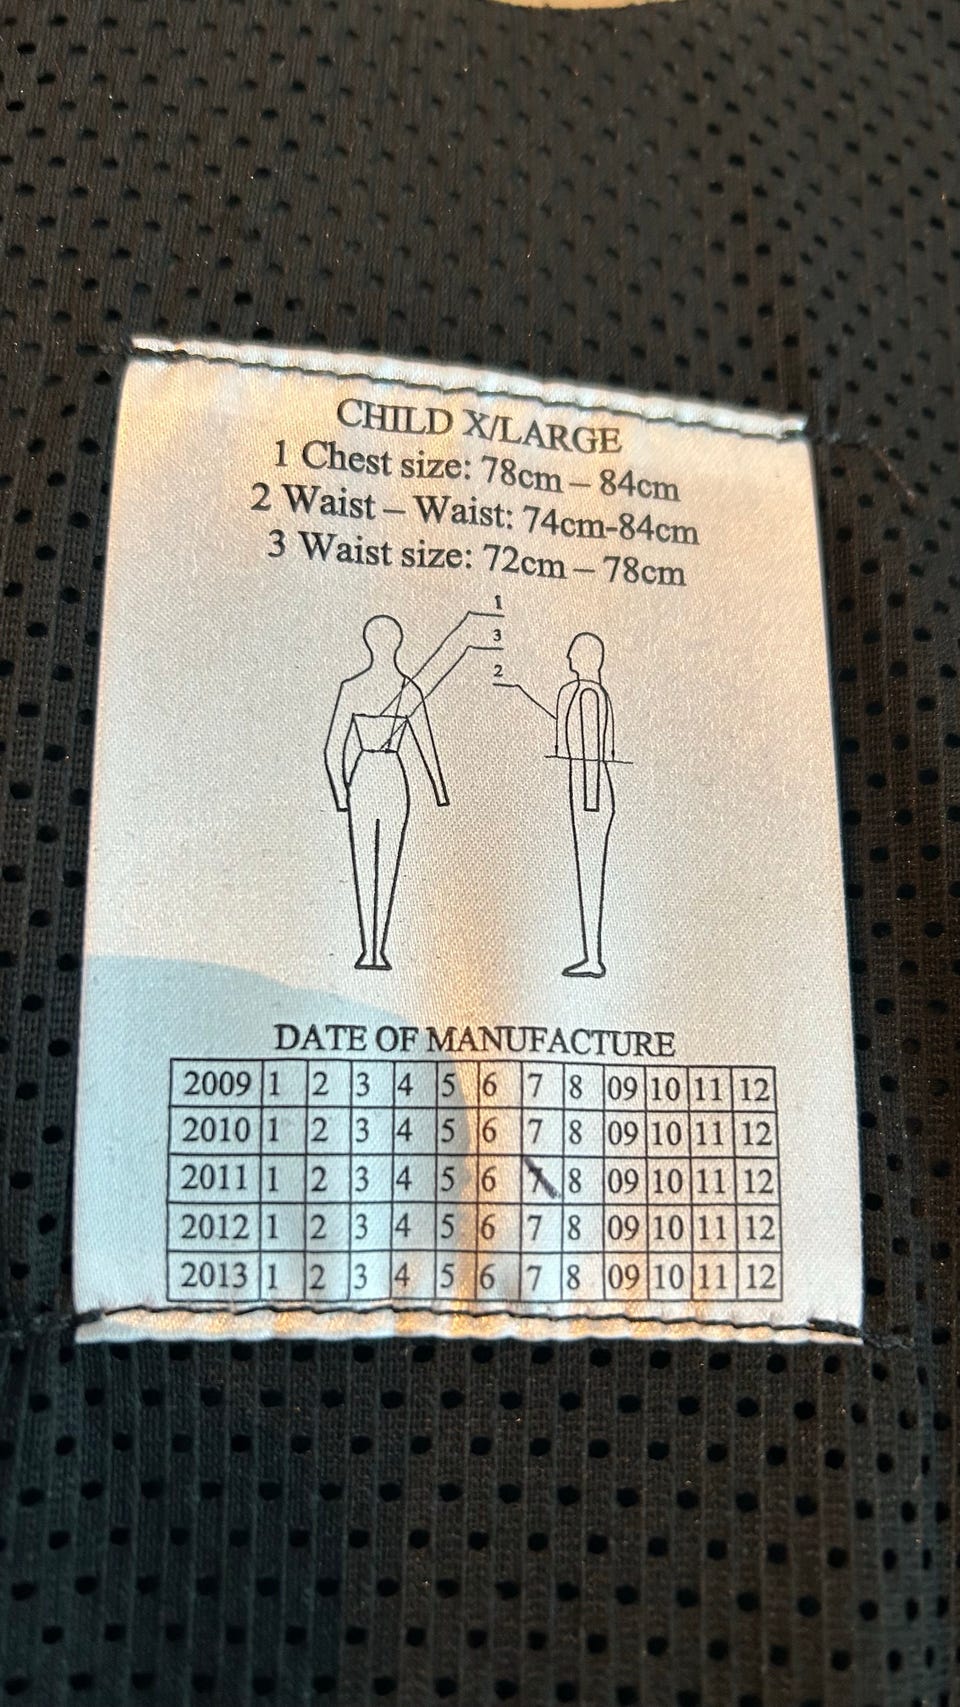 CHILD X/LARGE
1 Chest size: 78cm – 84cm
2 Waist – Waist: 74cm-84cm
3 Waist size: 72cm – 78cm
1
3
2
DATE OF MANUFACTURE
2009 1 2 3 4 5 6 7 8 09 10 11 12
2010 1 2 3 4 5 6 7 8 09 10 11 12
2011 1 2 3 4 5 6 7 8 09 10 11 12
2012 1 2 3 4 5 6 7 8 09 10 11 12
2013 1 2 3 4 5 6 7 8 09 10 11 12